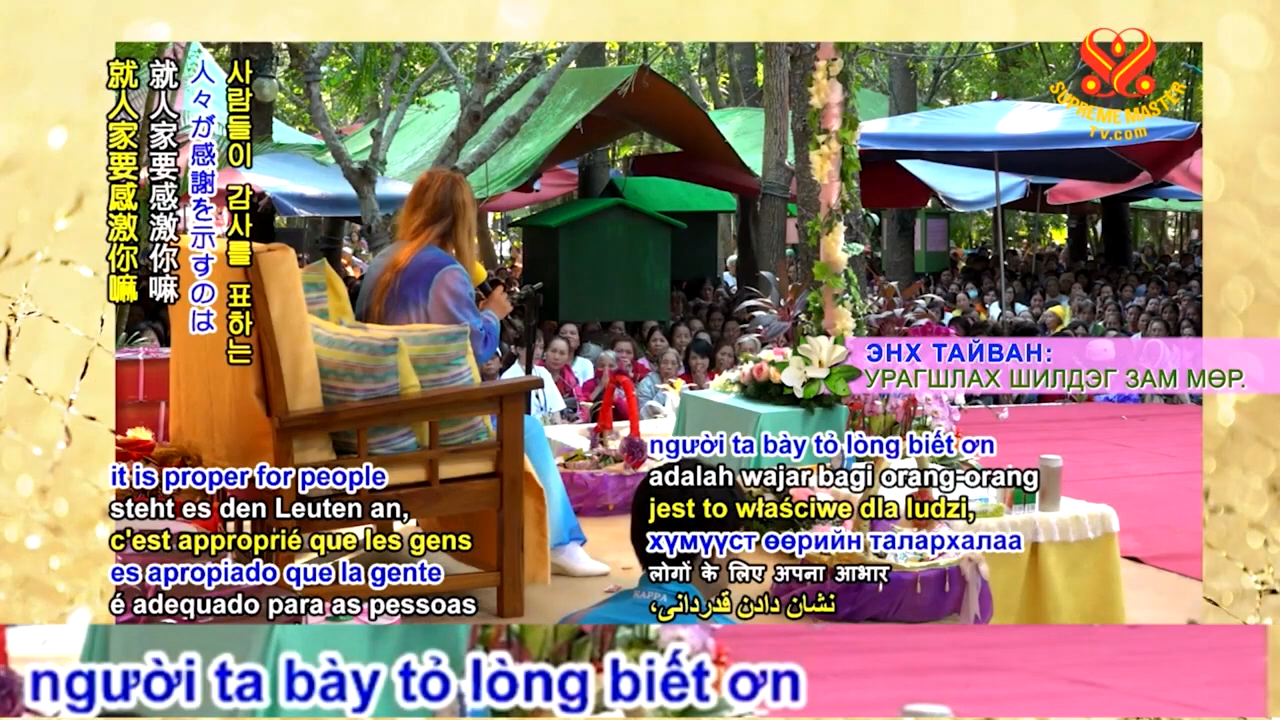 就人家要感激你嘛
就人家要感激你嘛
人々が感謝を示すのは
사람들이 감사를 표하는
SUPREME MASTER
TV.com
ЭНХ ТАЙВАН:
УРАГШЛАХ ШИЛДЭГ ЗАМ МӨР.
it is proper for people
steht es den Leuten an,
c'est approprié que les gens
es apropiado que la gente
é adequado para as pessoas
người ta bày tỏ lòng biết ơn
adalah wajar bagi orang-orang
jest to właściwe dla ludzi,
хүмүүст өөрийн талархалаа
लोगों के लिए अपना आभार
نشان دادن قدردانی،
KAPPA
người ta bày tỏ lòng biết ơn